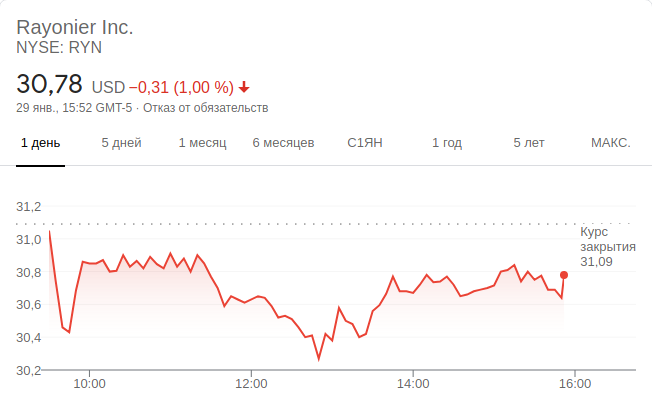 Rayonier Inc.
NYSE: RYN
30,78 USD −0,31 (1,00 %)
29 янв., 15:52 GMT-5 · Отказ от обязательств
1 день 5 дней 1 месяц 6 месяцев С1ЯН 1 год 5 лет МАКС.
31,2
31,0
30,8
30,6
30,4
30,2
Курс
закрытия
31,09
10:00 12:00 14:00 16:00